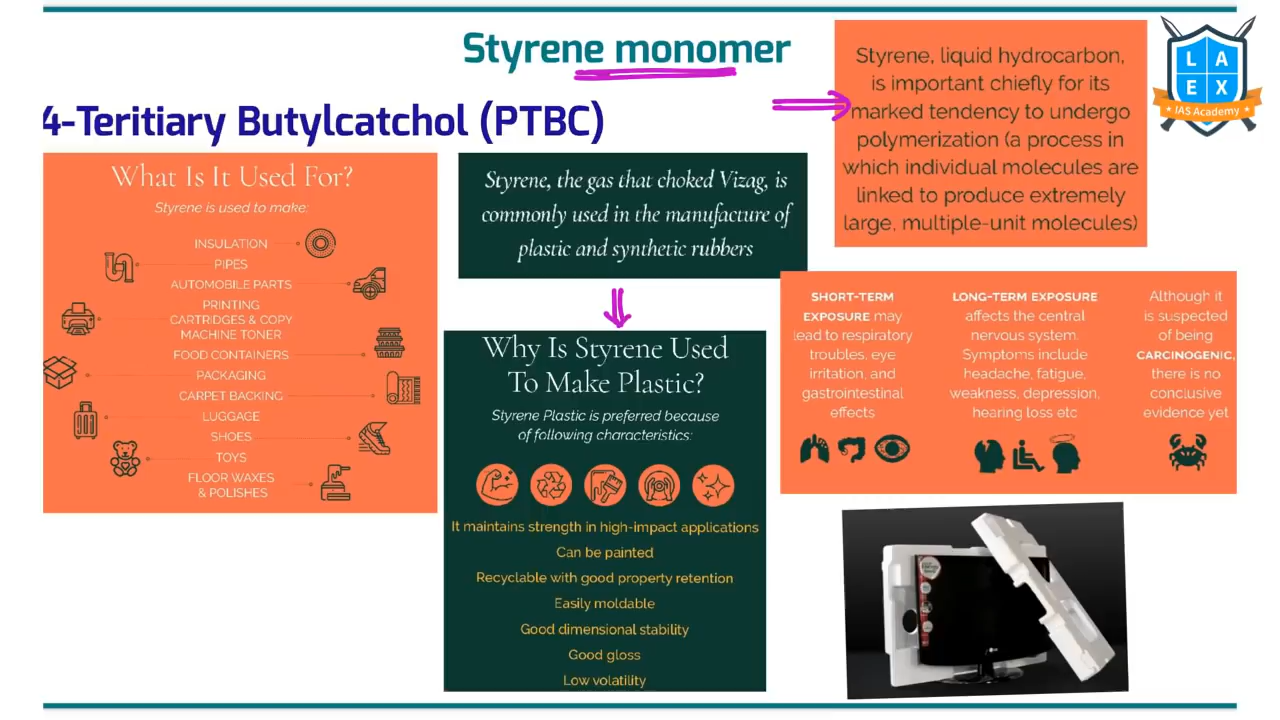 Styrene monomer
4-Teritiary Butylcatchol (PTBC)
What Is It Used For?
Styrene is used to make:
INSULATION
PIPES
AUTOMOBILE PARTS
PRINTING
CARTRIDGES & COPY
MACHINE TONER
FOOD CONTAINERS
PACKAGING
CARPET BACKING
LUGGAGE
SHOES
TOYS
FLOOR WAXES
& POLISHES
Styrene, the gas that choked Vizag, is
commonly used in the manufacture of
plastic and synthetic rubbers
Why Is Styrene Used
To Make Plastic?
Styrene Plastic is preferred because
of following characteristics:
It maintains strength in high-impact applications
Can be painted
Recyclable with good property retention
Easily moldable
Good dimensional stability
Good gloss
Low volatility
Styrene, liquid hydrocarbon,
is important chiefly for its
marked tendency to undergo
polymerization (a process in
which individual molecules are
linked to produce extremely
large, multiple-unit molecules)
L A
E X
IAS Academy
SHORT-TERM
EXPOSURE may
lead to respiratory
troubles, eye
irritation, and
gastrointestinal
effects
LONG-TERM EXPOSURE
affects the central
nervous system.
Symptoms include
headache, fatigue,
weakness, depression,
hearing loss etc
Although it
is suspected
of being
CARCINOGENIC,
there is no
conclusive
evidence yet